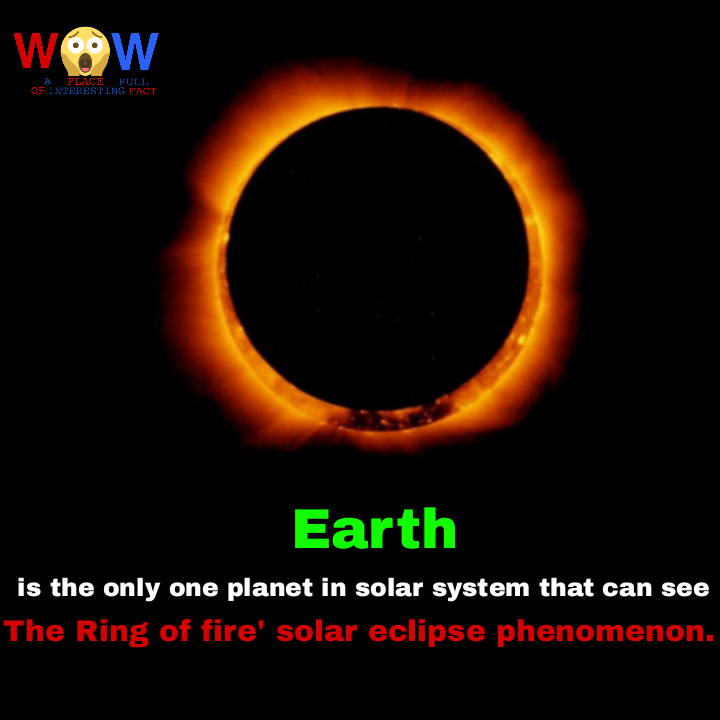 WOW
A PLACE FULL
OF INTERESTING FACT
Earth
is the only one planet in solar system that can see
The Ring of fire' solar eclipse phenomenon.